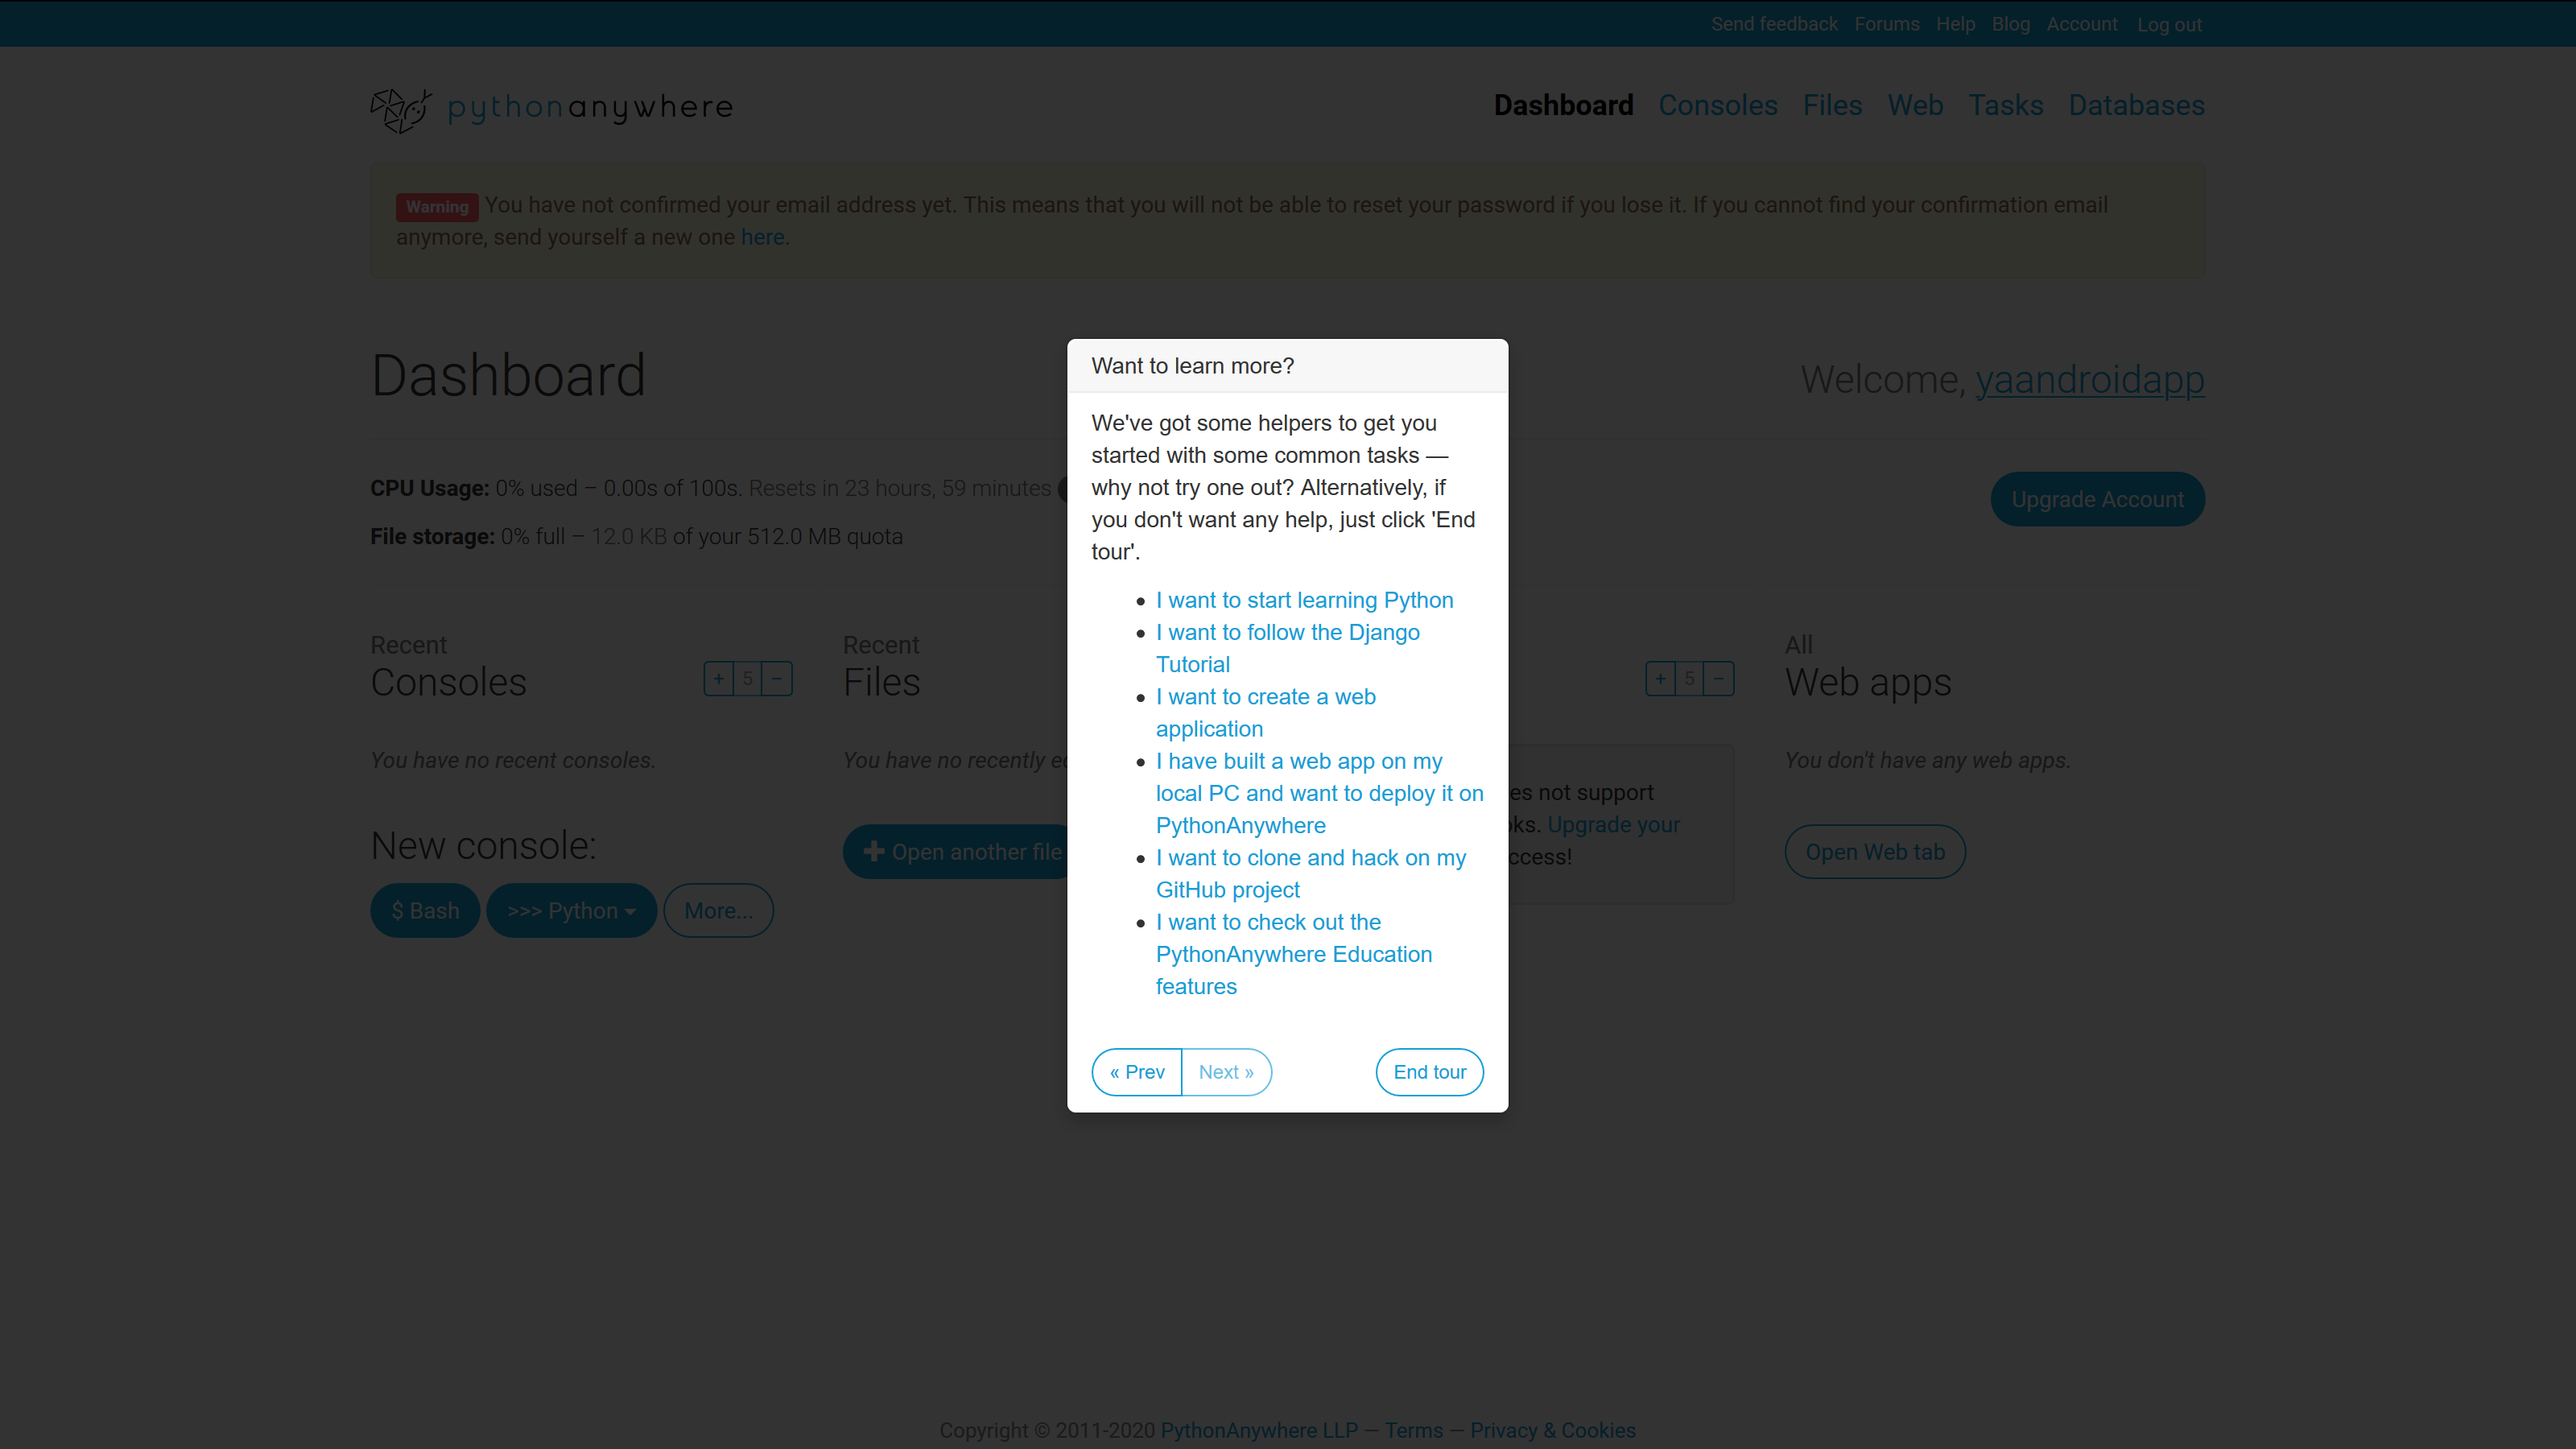 Send feedback Forums Help Blog Account Log out
pythonanywhere
Dashboard Consoles Files Web Tasks Databases
Warning You have not confirmed your email address yet. This means that you will not be able to reset your password if you lose it. If you cannot find your confirmation email
anymore, send yourself a new one here.
Dashboard
Welcome, yaandroidapp
CPU Usage: 0% used – 0.00s of 100s. Resets in 23 hours, 59 minutes
File storage: 0% full – 12.0 KB of your 512.0 MB quota
Upgrade Account
Recent
Consoles
+ 5 −
You have no recent consoles.
New console:
$ Bash >>> Python More...
Recent
Files
You have no recently
Open another file
+ 5 −
not support
Upgrade your
All
Web apps
You don't have any web apps.
Open Web tab
Want to learn more?
We've got some helpers to get you
started with some common tasks —
why not try one out? Alternatively, if
you don't want any help, just click 'End
tour'.
• I want to start learning Python
• I want to follow the Django
Tutorial
• I want to create a web
application
• I have built a web app on my
local PC and want to deploy it on
PythonAnywhere
• I want to clone and hack on my
GitHub project
• I want to check out the
PythonAnywhere Education
features
« Prev Next » End tour
Copyright © 2011-2020 PythonAnywhere LLP — Terms — Privacy & Cookies